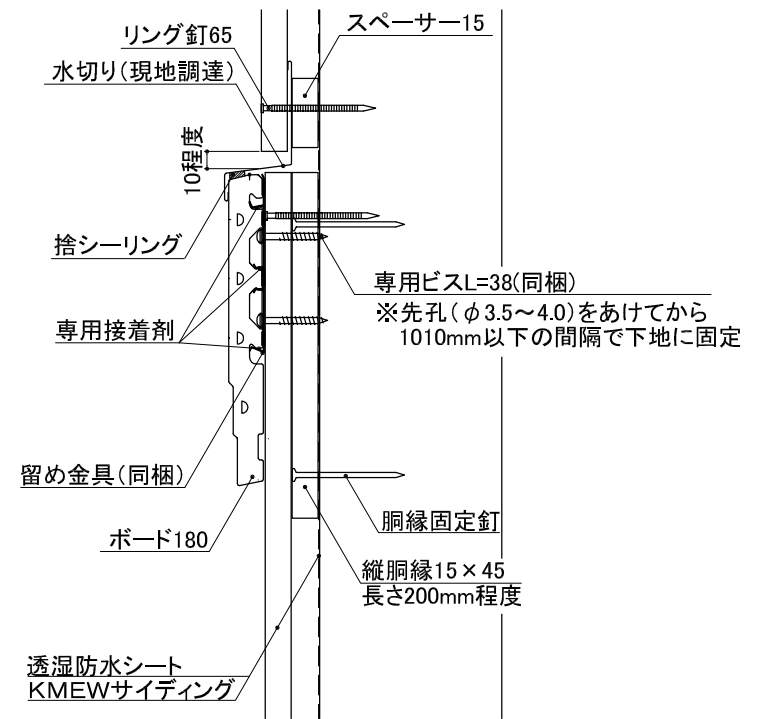 スペーサー15
リング釘65
水切り(現地調達)
10程度
捨シーリング
専用ビスL=38(同梱)
※先孔(φ3.5～4.0)をあけてから
1010mm以下の間隔で下地に固定
専用接着剤
留め金具(同梱)
ボード180
胴縁固定釘
縦胴縁15×45
長さ200mm程度
透湿防水シート
KMEWサイディング